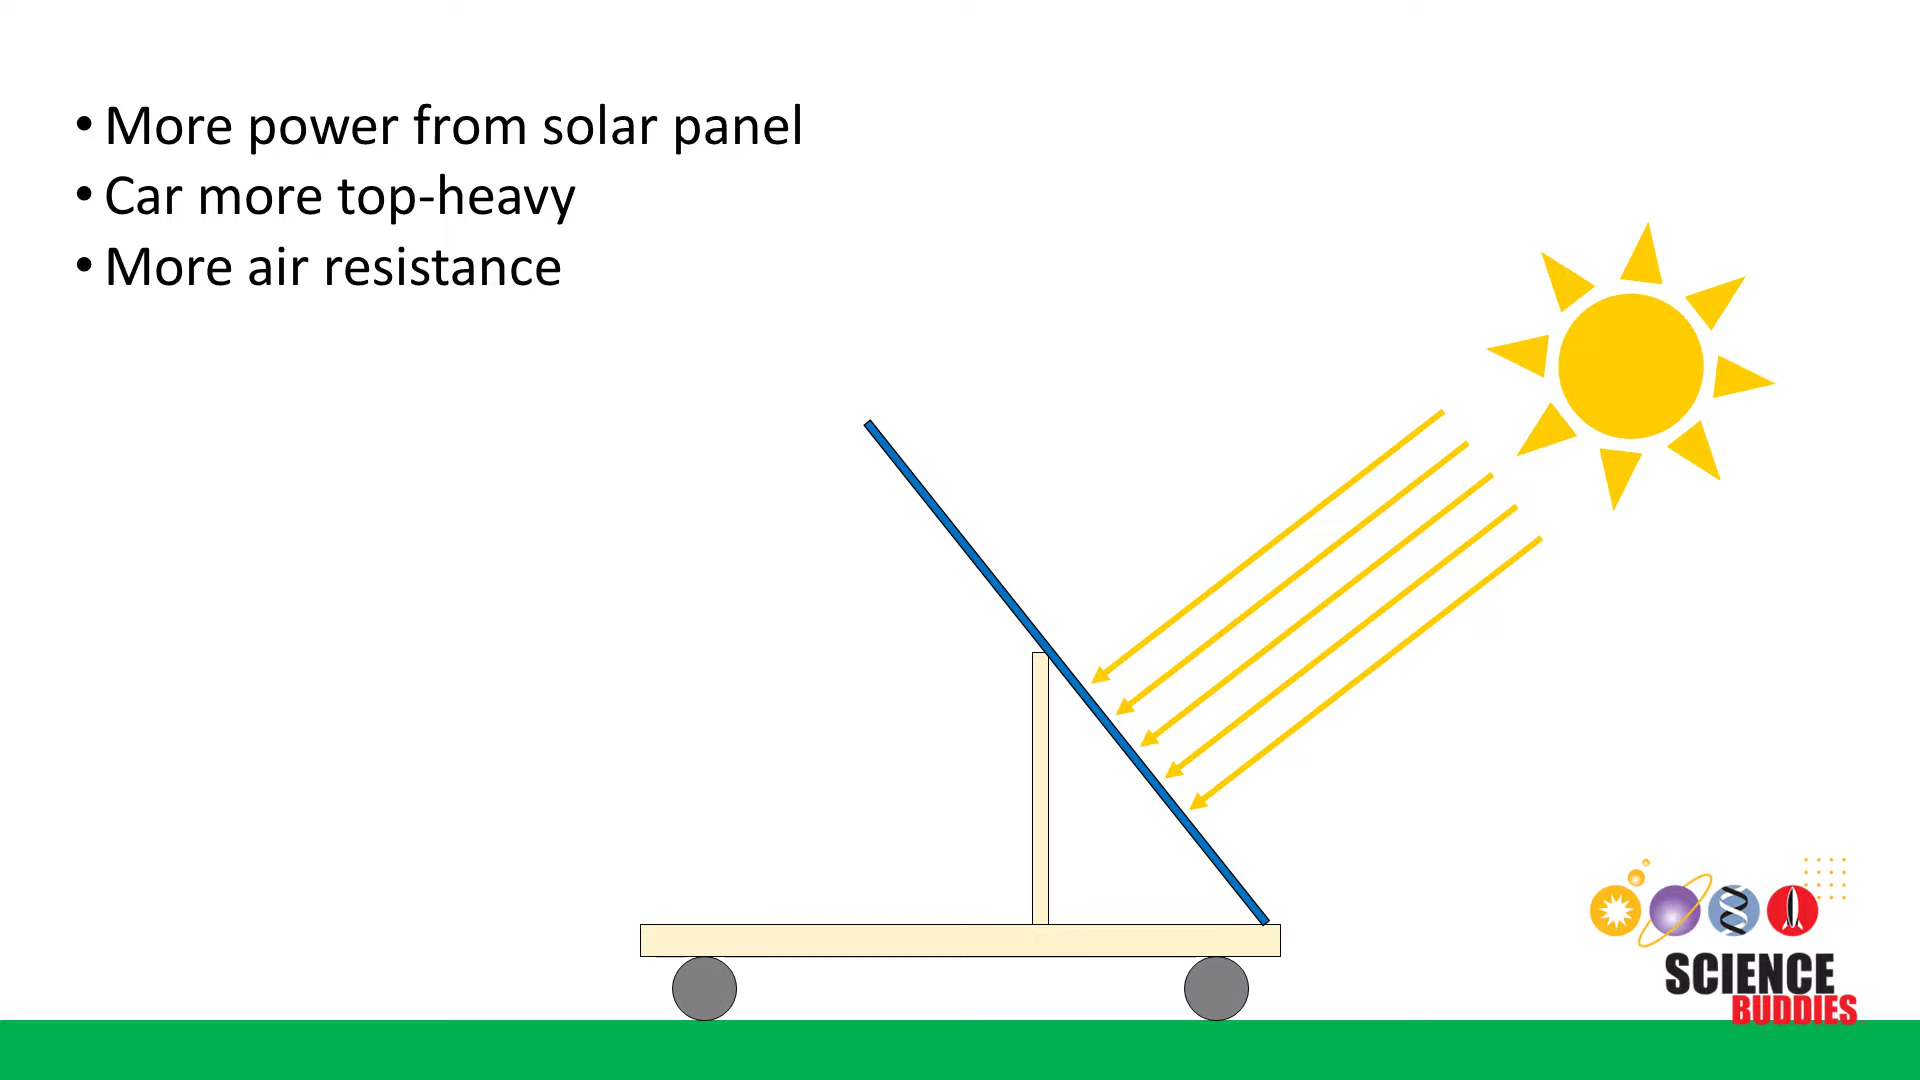 • More power from solar panel
• Car more top-heavy
• More air resistance
SCIENCE
BUDDIES